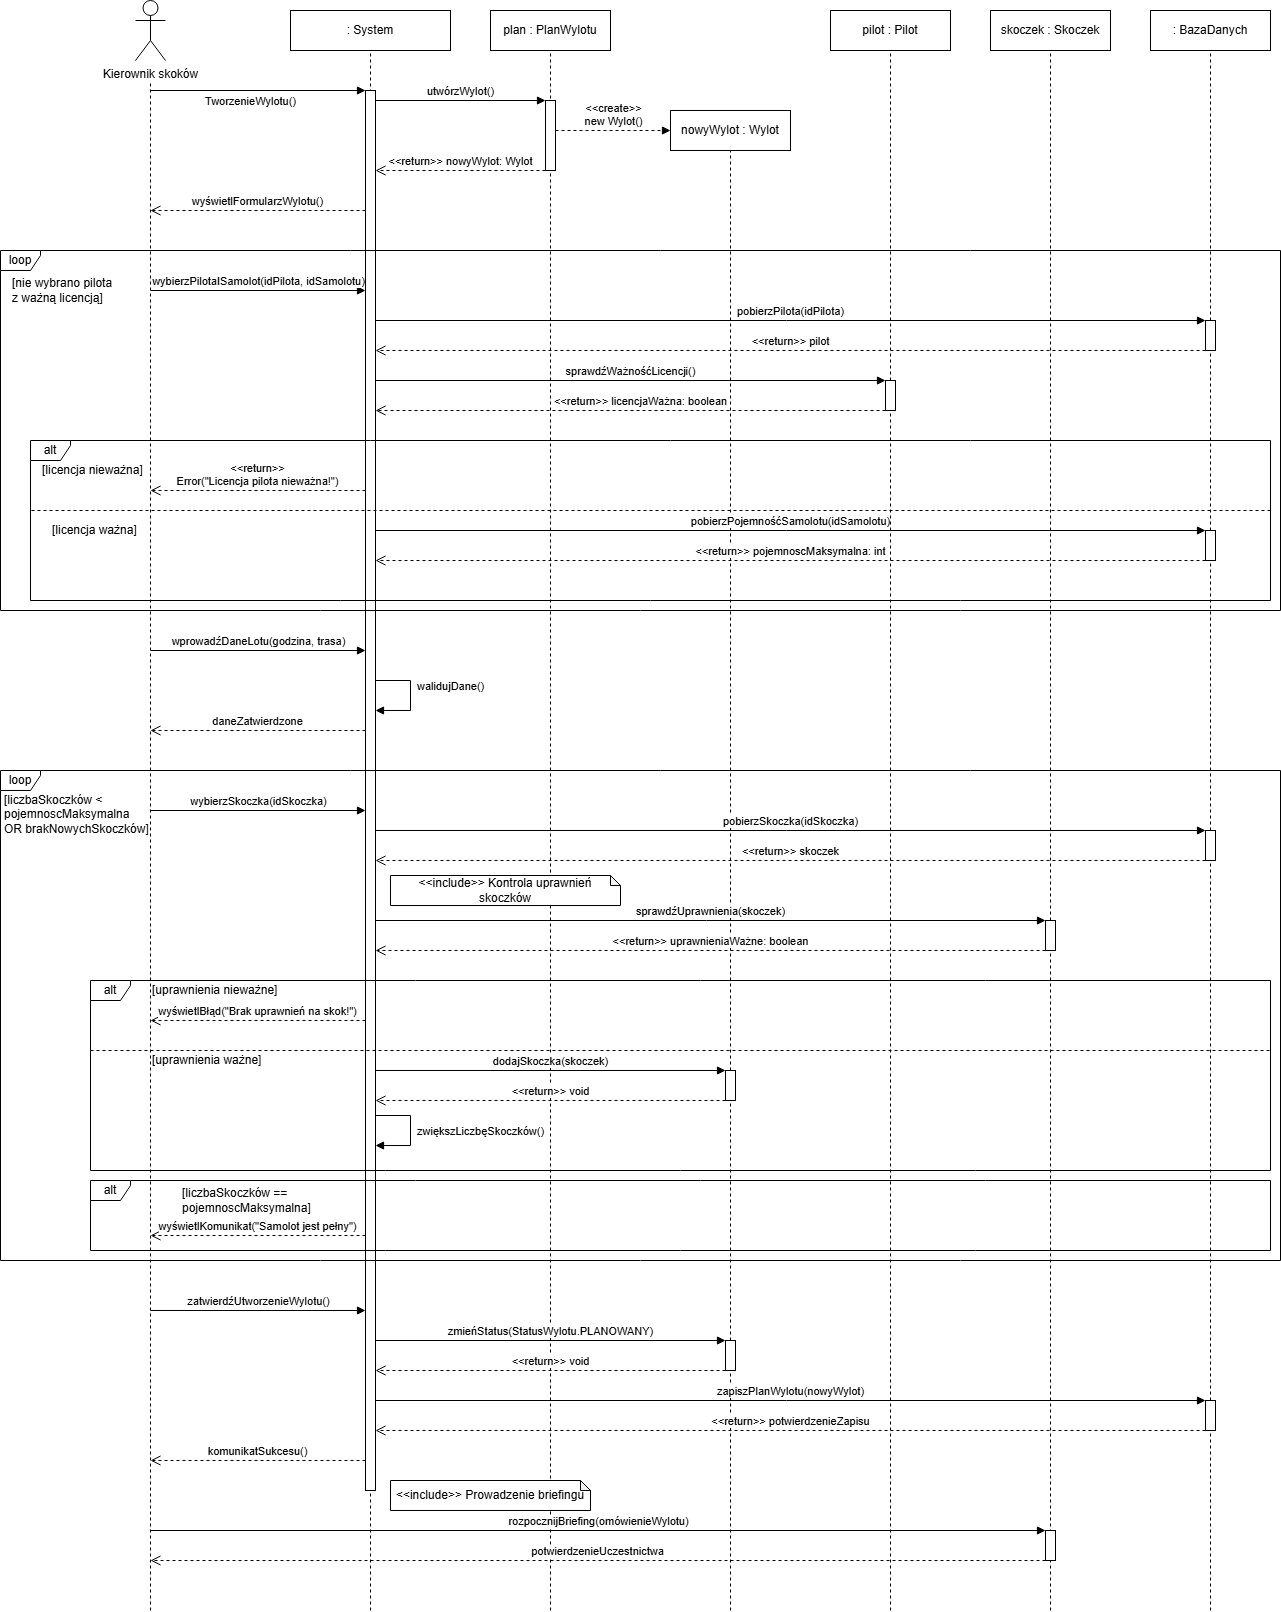 Kierownik skoków
: System
plan : PlanWylotu
pilot : Pilot
skoczek : Skoczek
: BazaDanych
TworzenieWylotu()
utwórzWylot()
<<create>>
new Wylot()
nowyWylot : Wylot
<<return>> nowyWylot: Wylot
wyświetlFormularzWylotu()
loop
[nie wybrano pilota
z ważną licencją]
wybierzPilotaISamolot(idPilota, idSamolotu)
pobierzPilota(idPilota)
<<return>> pilot
sprawdźWażnośćLicencji()
<<return>> licencjaWażna: boolean
alt
[licencja nieważna]
<<return>>
Error("Licencja pilota nieważna!")
[licencja ważna]
pobierzPojemnośćSamolotu(idSamolotu)
<<return>> pojemnoscMaksymalna: int
wprowadźDaneLotu(godzina, trasa)
walidujDane()
daneZatwierdzone
loop
[liczbaSkoczków <
pojemnoscMaksymalna
OR brakNowychSkoczków]
wybierzSkoczka(idSkoczka)
pobierzSkoczka(idSkoczka)
<<return>> skoczek
<<include>> Kontrola uprawnień
skoczków
sprawdźUprawnienia(skoczek)
<<return>> uprawnieniaWażne: boolean
alt
[uprawnienia nieważne]
wyświetlBłąd("Brak uprawnień na skok!")
[uprawnienia ważne]
dodajSkoczka(skoczek)
<<return>> void
zwiększLiczbęSkoczków()
alt
[liczbaSkoczków ==
pojemnoscMaksymalna]
wyświetlKomunikat("Samolot jest pełny")
zatwierdźUtworzenieWylotu()
zmieńStatus(StatusWylotu.PLANOWANY)
<<return>> void
zapiszPlanWylotu(nowyWylot)
<<return>> potwierdzenieZapisu
komunikatSukcesu()
<<include>> Prowadzenie briefingu
rozpocznijBriefing(omówienieWylotu)
potwierdzenieUczestnictwa